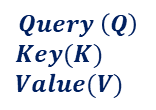 Query (Q)
Key(K)
Value(V)